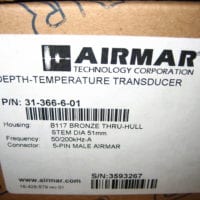 AIRMAR
TECHNOLOGY CORPORATION
DEPTH-TEMPERATURE TRANSDUCER
P/N: 31-366-6-01
Housing: B117 BRONZE THRU-HULL
STEM DIA 51mm
Frequency: 50/200kHz-A
Connector: 5-PIN MALE AIRMAR
S/N:3593267